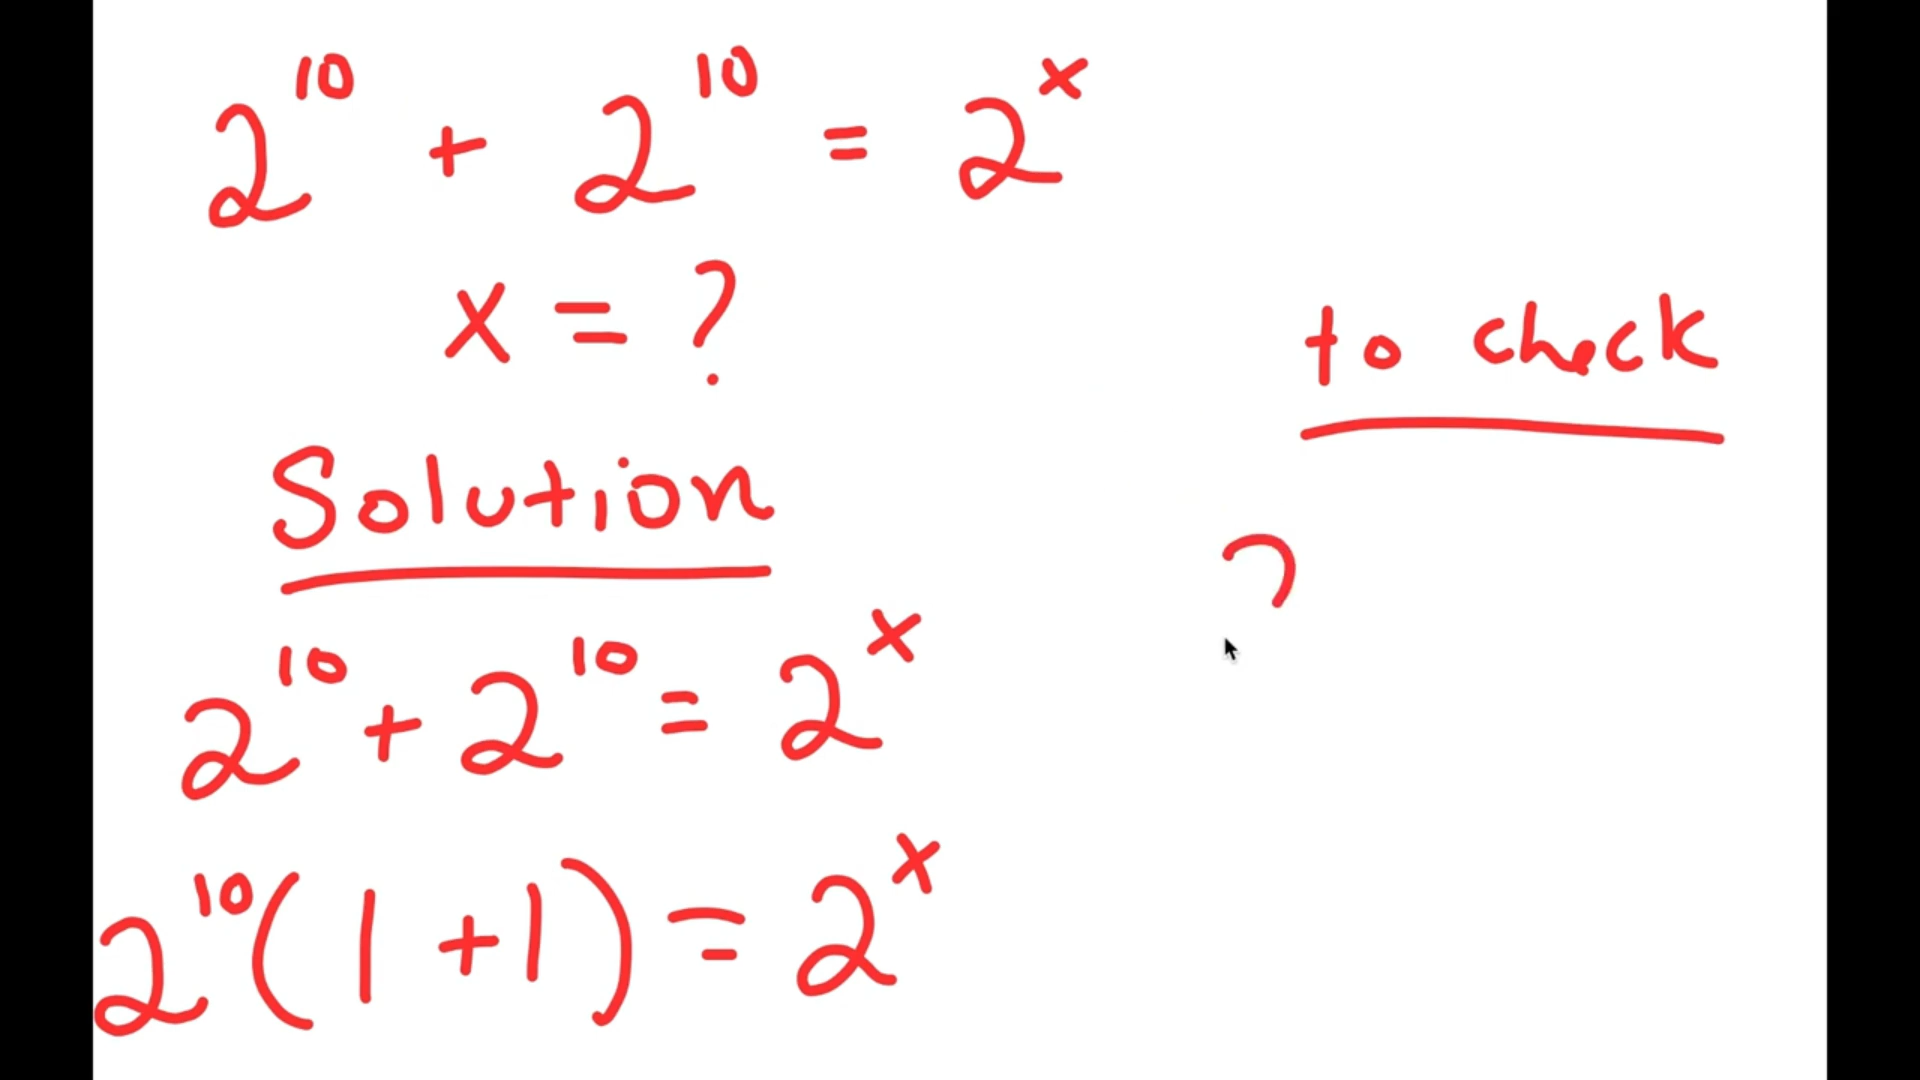 2^10 + 2^10 = 2^x
x = ?
Solution
2^10 + 2^10 = 2^x
2^10 (1 + 1) = 2^x
to check